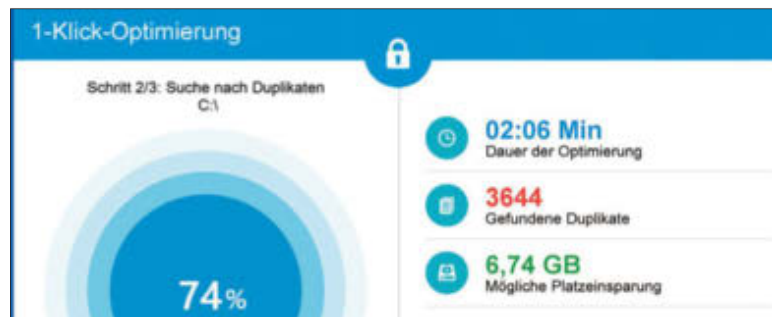 1-Klick-Optimierung
Schritt 2/3: Suche nach Duplikaten
C:\
74%
02:06 Min
Dauer der Optimierung
3644
Gefundene Duplikate
6,74 GB
Mögliche Platzeinsparung